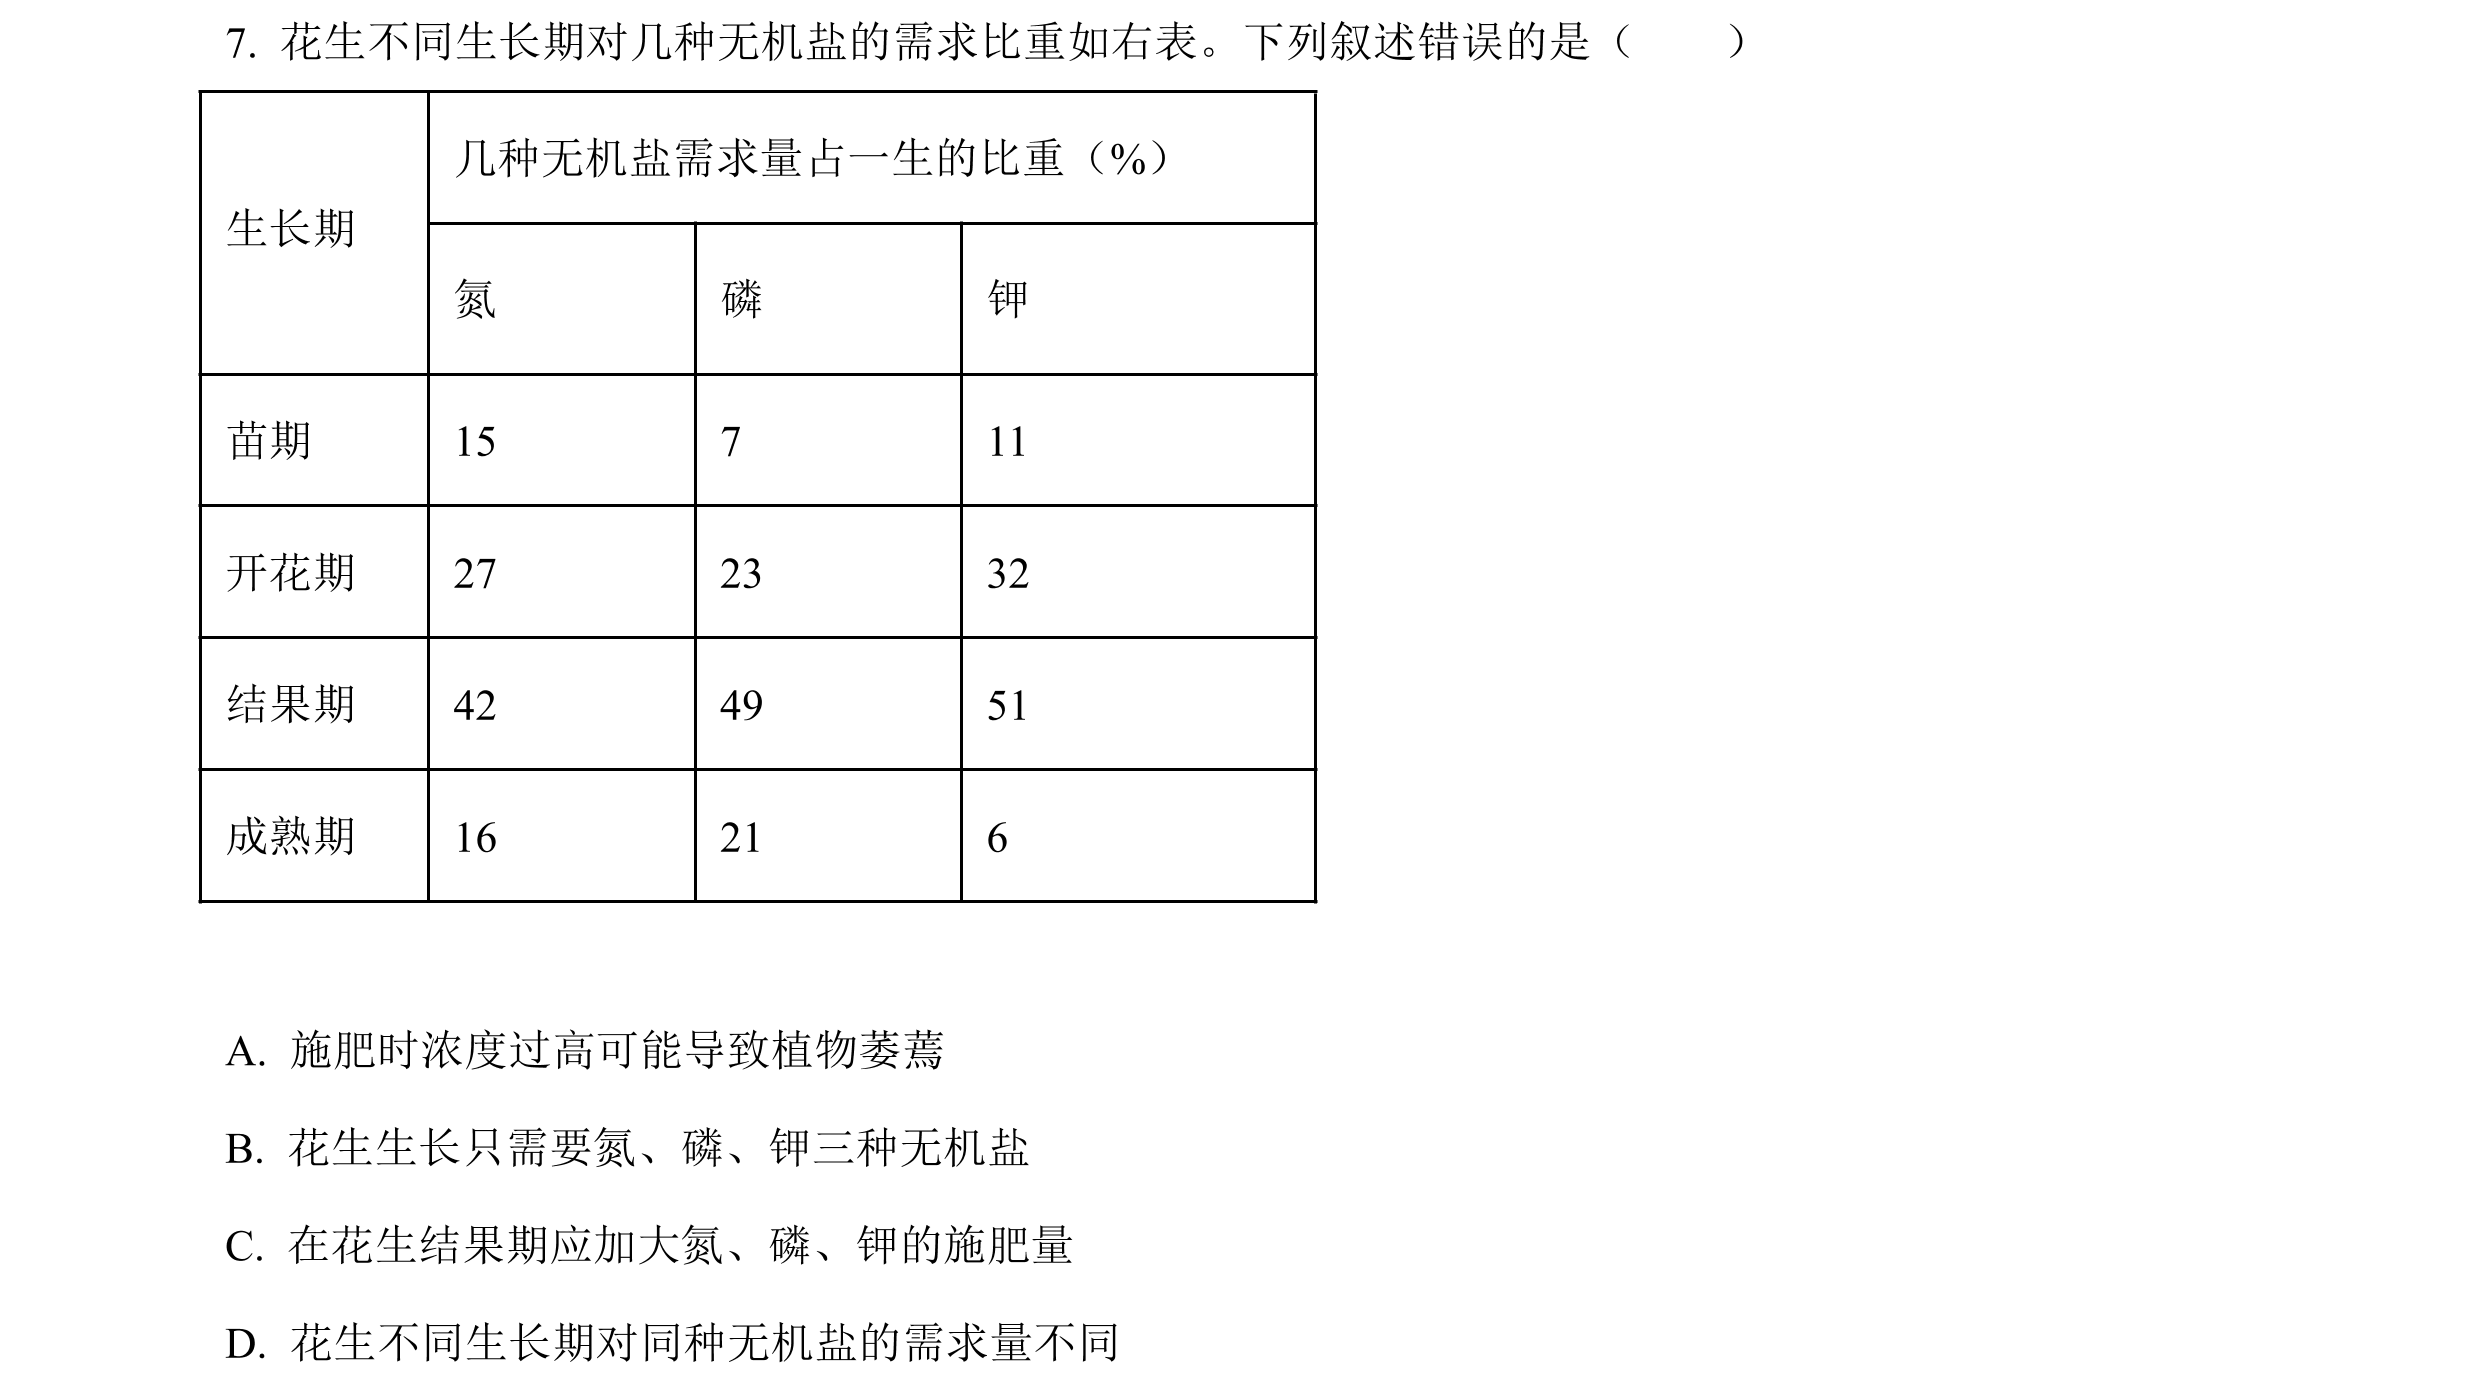 7. 花生不同生长期对几种无机盐的需求比重如右表。下列叙述错误的是（　　）
生长期 几种无机盐需求量占一生的比重（%）
氮 磷 钾
苗期 15 7 11
开花期 27 23 32
结果期 42 49 51
成熟期 16 21 6
A. 施肥时浓度过高可能导致植物萎蔫
B. 花生生长只需要氮、磷、钾三种无机盐
C. 在花生结果期应加大氮、磷、钾的施肥量
D. 花生不同生长期对同种无机盐的需求量不同